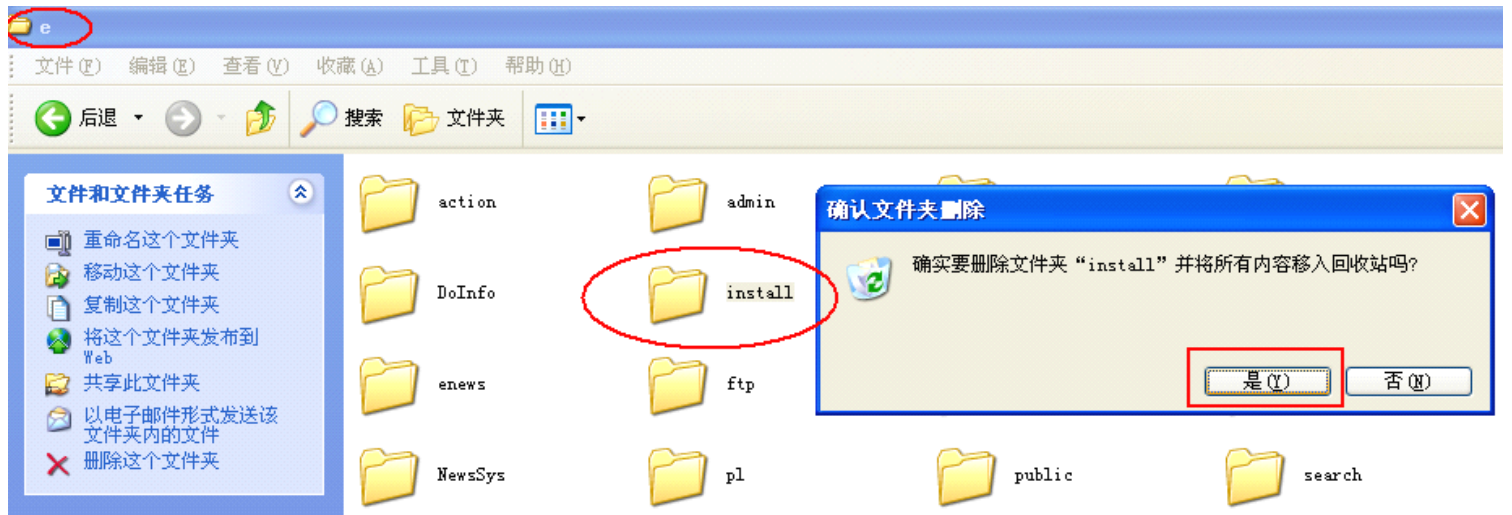 e
文件(F) 编辑(E) 查看(V) 收藏(A) 工具(T) 帮助(H)
后退 搜索 文件夹
文件和文件夹任务
重命名这个文件夹
移动这个文件夹
复制这个文件夹
将这个文件夹发布到
Web
共享此文件夹
以电子邮件形式发送该
文件夹内的文件
删除这个文件夹
action admin
DoInfo install
enews ftp
NewsSys pl public search
确认文件夹删除
确实要删除文件夹“install”并将所有内容移入回收站吗?
是(Y) 否(N)